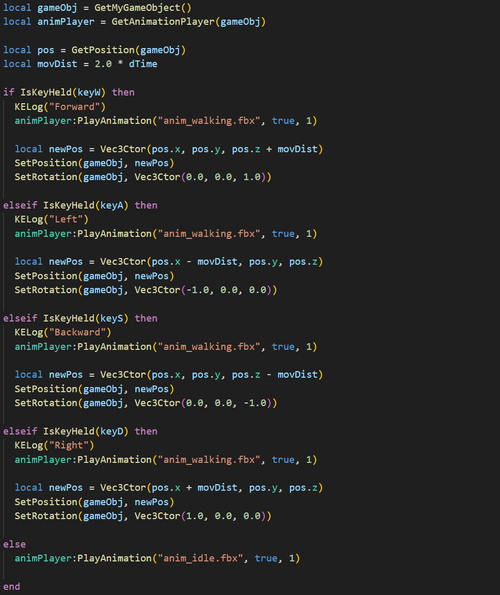 local gameObj = GetMyGameObject()
local animPlayer = GetAnimationPlayer(gameObj)

local pos = GetPosition(gameObj)
local movDist = 2.0 * dTime

if IsKeyHeld(keyW) then
  KELog("Forward")
  animPlayer:PlayAnimation("anim_walking.fbx", true, 1)

  local newPos = Vec3Ctor(pos.x, pos.y, pos.z + movDist)
  SetPosition(gameObj, newPos)
  SetRotation(gameObj, Vec3Ctor(0.0, 0.0, 1.0))

elseif IsKeyHeld(keyA) then
  KELog("Left")
  animPlayer:PlayAnimation("anim_walking.fbx", true, 1)

  local newPos = Vec3Ctor(pos.x - movDist, pos.y, pos.z)
  SetPosition(gameObj, newPos)
  SetRotation(gameObj, Vec3Ctor(-1.0, 0.0, 0.0))

elseif IsKeyHeld(keyS) then
  KELog("Backward")
  animPlayer:PlayAnimation("anim_walking.fbx", true, 1)

  local newPos = Vec3Ctor(pos.x, pos.y, pos.z - movDist)
  SetPosition(gameObj, newPos)
  SetRotation(gameObj, Vec3Ctor(0.0, 0.0, -1.0))

elseif IsKeyHeld(keyD) then
  KELog("Right")
  animPlayer:PlayAnimation("anim_walking.fbx", true, 1)

  local newPos = Vec3Ctor(pos.x + movDist, pos.y, pos.z)
  SetPosition(gameObj, newPos)
  SetRotation(gameObj, Vec3Ctor(1.0, 0.0, 0.0))

else
  animPlayer:PlayAnimation("anim_idle.fbx", true, 1)

end